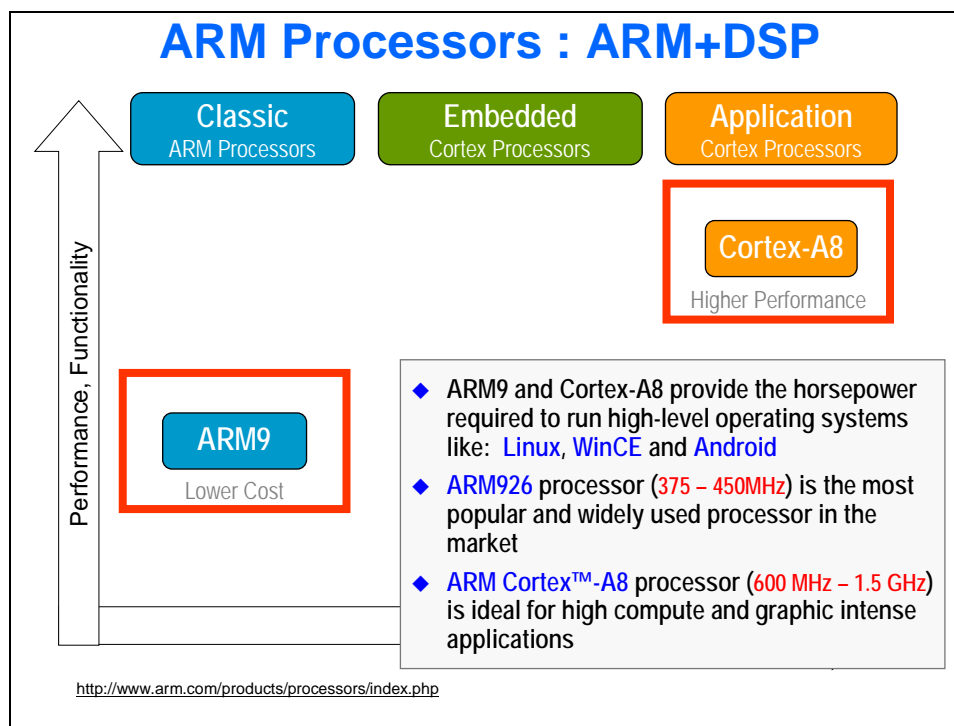 ARM Processors : ARM+DSP
Classic
ARM Processors
Embedded
Cortex Processors
Application
Cortex Processors
Performance, Functionality
Cortex-A8
Higher Performance
ARM9
Lower Cost
◆ ARM9 and Cortex-A8 provide the horsepower
required to run high-level operating systems
like: Linux, WinCE and Android
◆ ARM926 processor (375 – 450MHz) is the most
popular and widely used processor in the
market
◆ ARM Cortex™-A8 processor (600 MHz – 1.5 GHz)
is ideal for high compute and graphic intense
applications
http://www.arm.com/products/processors/index.php